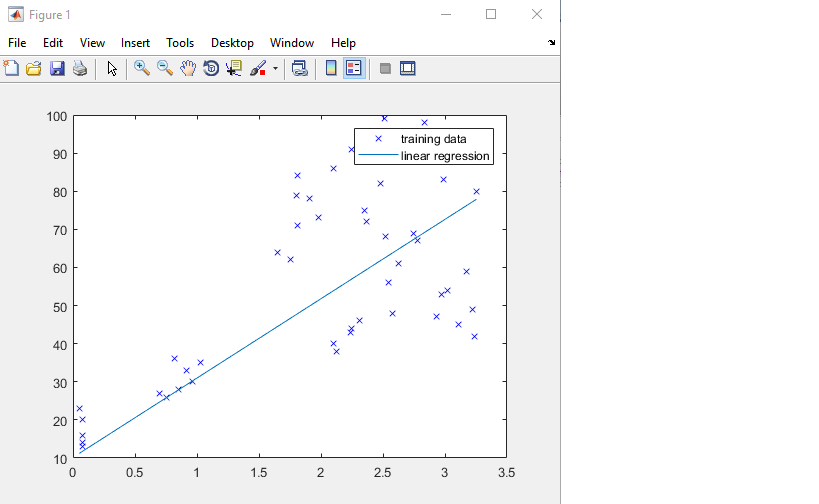 Figure 1
File Edit View Insert Tools Desktop Window Help
100
90
80
70
60
50
40
30
20
10
training data
linear regression
0 0.5 1 1.5 2 2.5 3 3.5